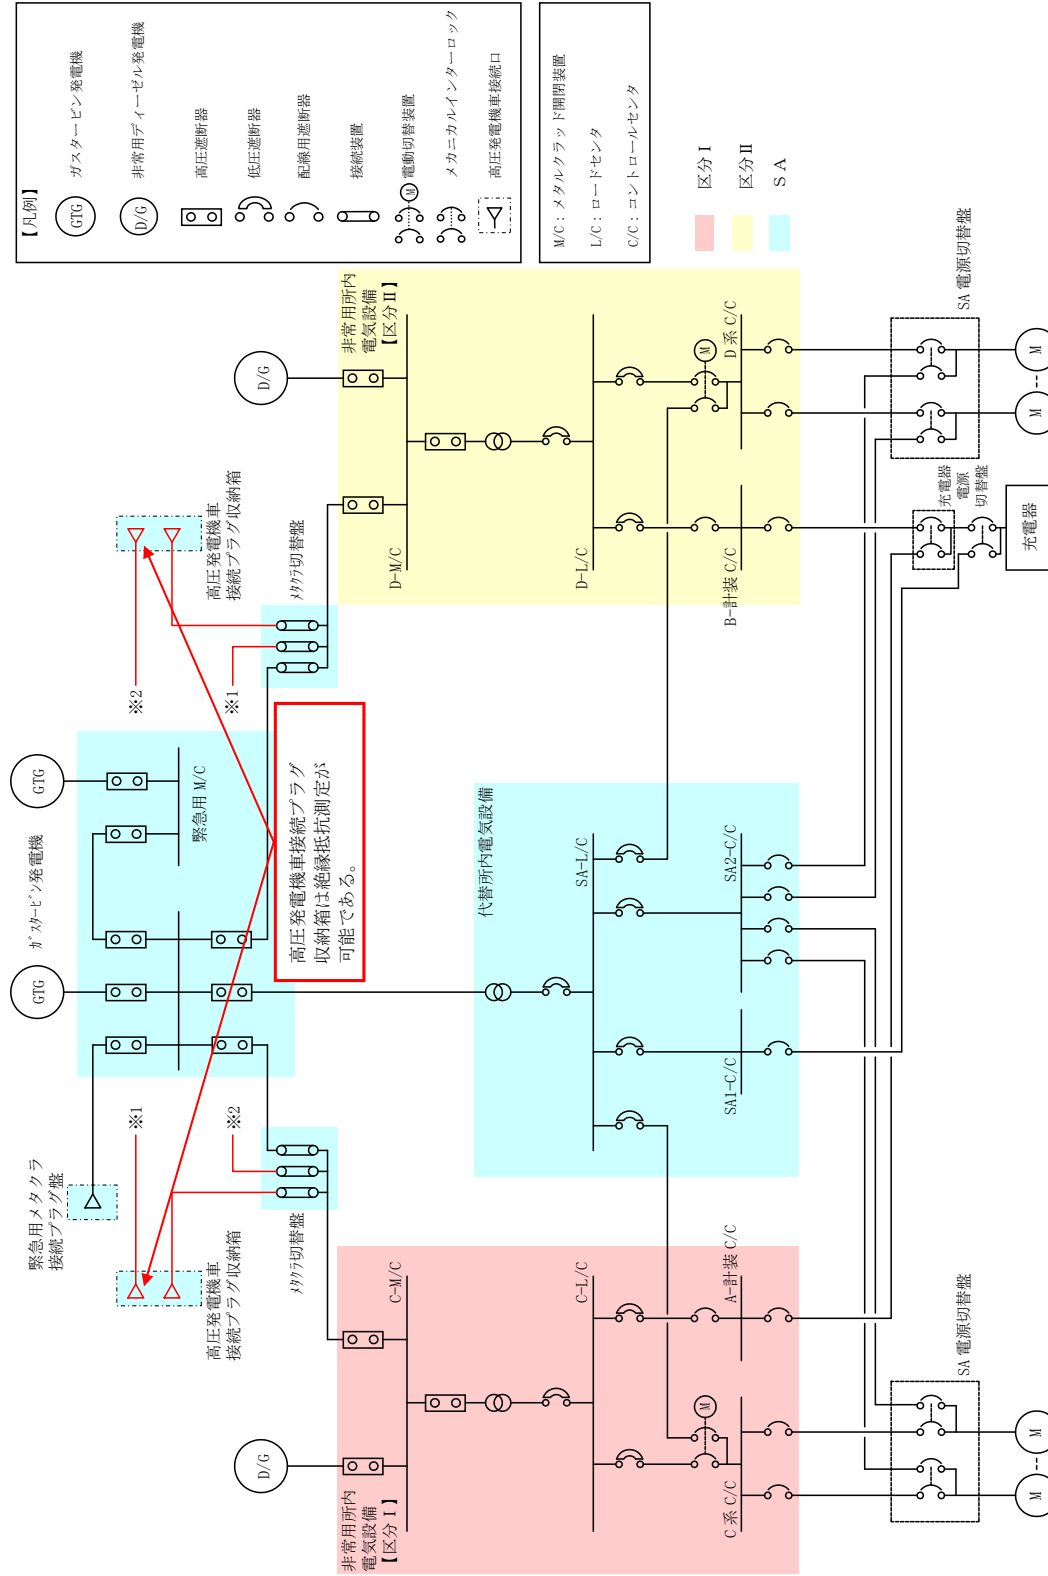 【凡例】
GTG
ガスタービン発電機
D/G
非常用ディーゼル発電機
高圧遮断器
低圧遮断器
配線用遮断器
接続装置
M
電動切替装置
メカニカルインターロック
高圧発電機車接続口
M/C：メタルクラッド開閉装置
L/C：ロードセンタ
C/C：コントロールセンタ
区分Ⅰ
区分Ⅱ
ＳＡ
GTG
ｶﾞｽﾀｰﾋﾞﾝ発電機
GTG
緊急用 M/C
緊急用メタクラ
接続プラグ盤
※1
※2
高圧発電機車
接続プラグ収納箱
ﾒﾀｸﾗ切替盤
※2
※1
高圧発電機車
接続プラグ収納箱
ﾒﾀｸﾗ切替盤
高圧発電機車接続プラグ
収納箱は絶縁抵抗測定が
可能である。
D/G
非常用所内
電気設備
【区分Ⅰ】
C-M/C
C-L/C
M
C 系 C/C
A-計装 C/C
代替所内電気設備
SA-L/C
SA1-C/C
SA2-C/C
D/G
非常用所内
電気設備
【区分Ⅱ】
D-M/C
D-L/C
M
B-計装 C/C
D 系 C/C
SA 電源切替盤
M
M
充電器
電源
切替盤
充電器
SA 電源切替盤
M
M